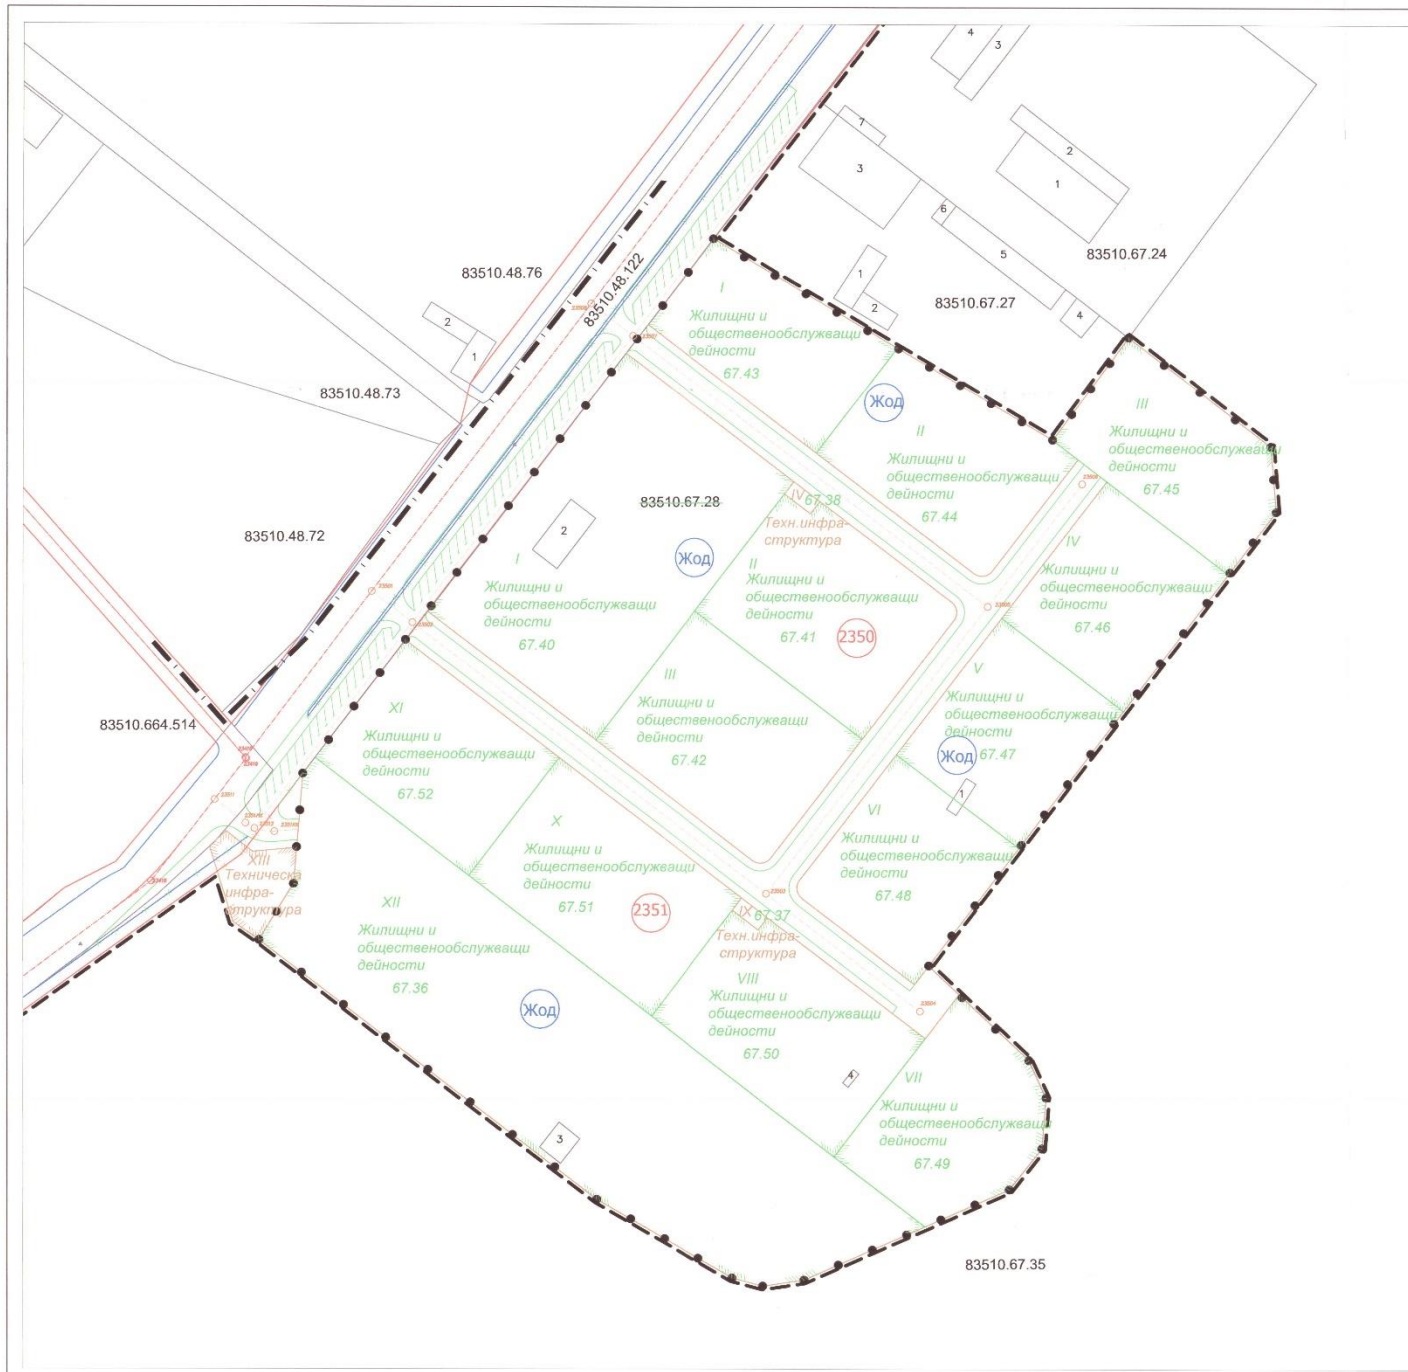 4
3
7
3
2
1
6
5
4
83510.67.24
83510.67.27
1
2
83510.48.122
83510.48.76
2
1
83510.48.73
83510.48.72
83510.664.514
I
Жилищни и
общественообслужващи
дейности
67.43
Жод
II
Жилищни и
общественообслужващи
дейности
67.44
III
Жилищни и
общественообслужващи
дейности
67.45
83510.67.28
2
IV 67.38
Техн.инфра-
структура
Жод
I
Жилищни и
общественообслужващи
дейности
67.40
II
Жилищни и
общественообслужващи
дейности
67.41
2350
IV
Жилищни и
общественообслужващи
дейности
67.46
III
Жилищни и
общественообслужващи
дейности
67.42
V
Жилищни и
общественообслужващи
дейности
67.47
Жод
1
XI
Жилищни и
общественообслужващи
дейности
67.52
VI
Жилищни и
общественообслужващи
дейности
67.48
X
Жилищни и
общественообслужващи
дейности
67.51
2351
XIII
Техническа
инфра-
структура
XII
Жилищни и
общественообслужващи
дейности
67.36
Жод
IX 67.37
Техн.инфра-
структура
VIII
Жилищни и
общественообслужващи
дейности
67.50
4
VII
Жилищни и
общественообслужващи
дейности
67.49
3
83510.67.35